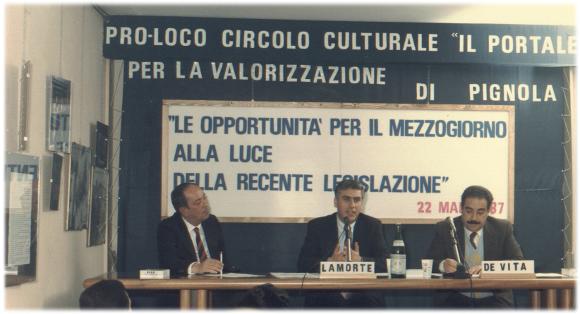 PRO-LOCO CIRCOLO CULTURALE "IL PORTALE
PER LA VALORIZZAZIONE
DI PIGNOLA
"LE OPPORTUNITA' PER IL MEZZOGIORNO
ALLA LUCE
DELLA RECENTE LEGISLAZIONE"
22 MA 87
LAMORTE
DE VITA